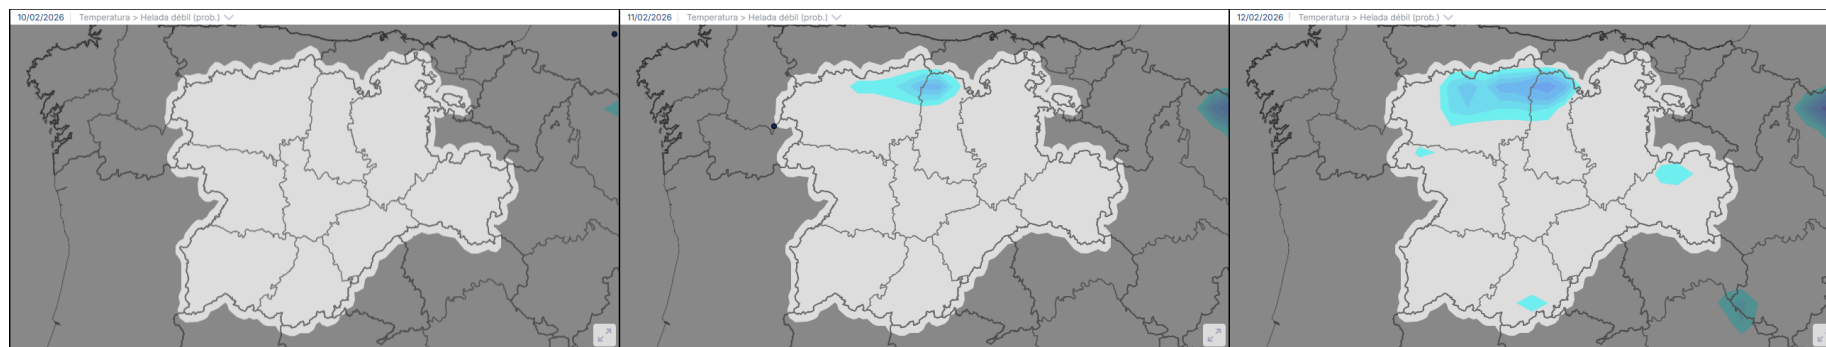 10/02/2026 Temperatura > Helada débil (prob.)
11/02/2026 Temperatura > Helada débil (prob.)
12/02/2026 Temperatura > Helada débil (prob.)